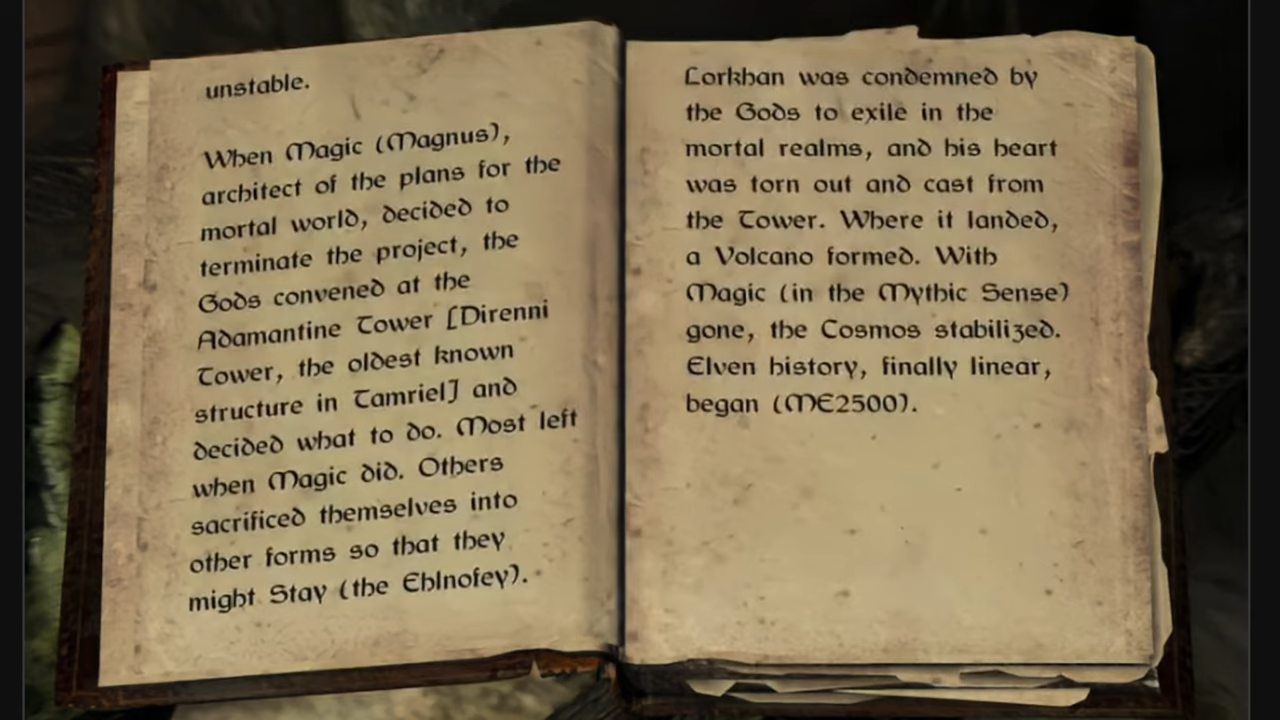 unstable.
When Magic (Magnus),
architect of the plans for the
mortal world, decided to
terminate the project, the
Gods convened at the
Adamantine Tower [Direnni
Tower, the oldest known
structure in Tamriel] and
decided what to do. Most left
when Magic did. Others
sacrificed themselves into
other forms so that they
might Stay (the Ehlnofey).
Lorkhan was condemned by
the Gods to exile in the
mortal realms, and his heart
was torn out and cast from
the Tower. Where it landed,
a Volcano formed. With
Magic (in the Mythic Sense)
gone, the Cosmos stabilized.
Elven history, finally linear,
began (ME2500).